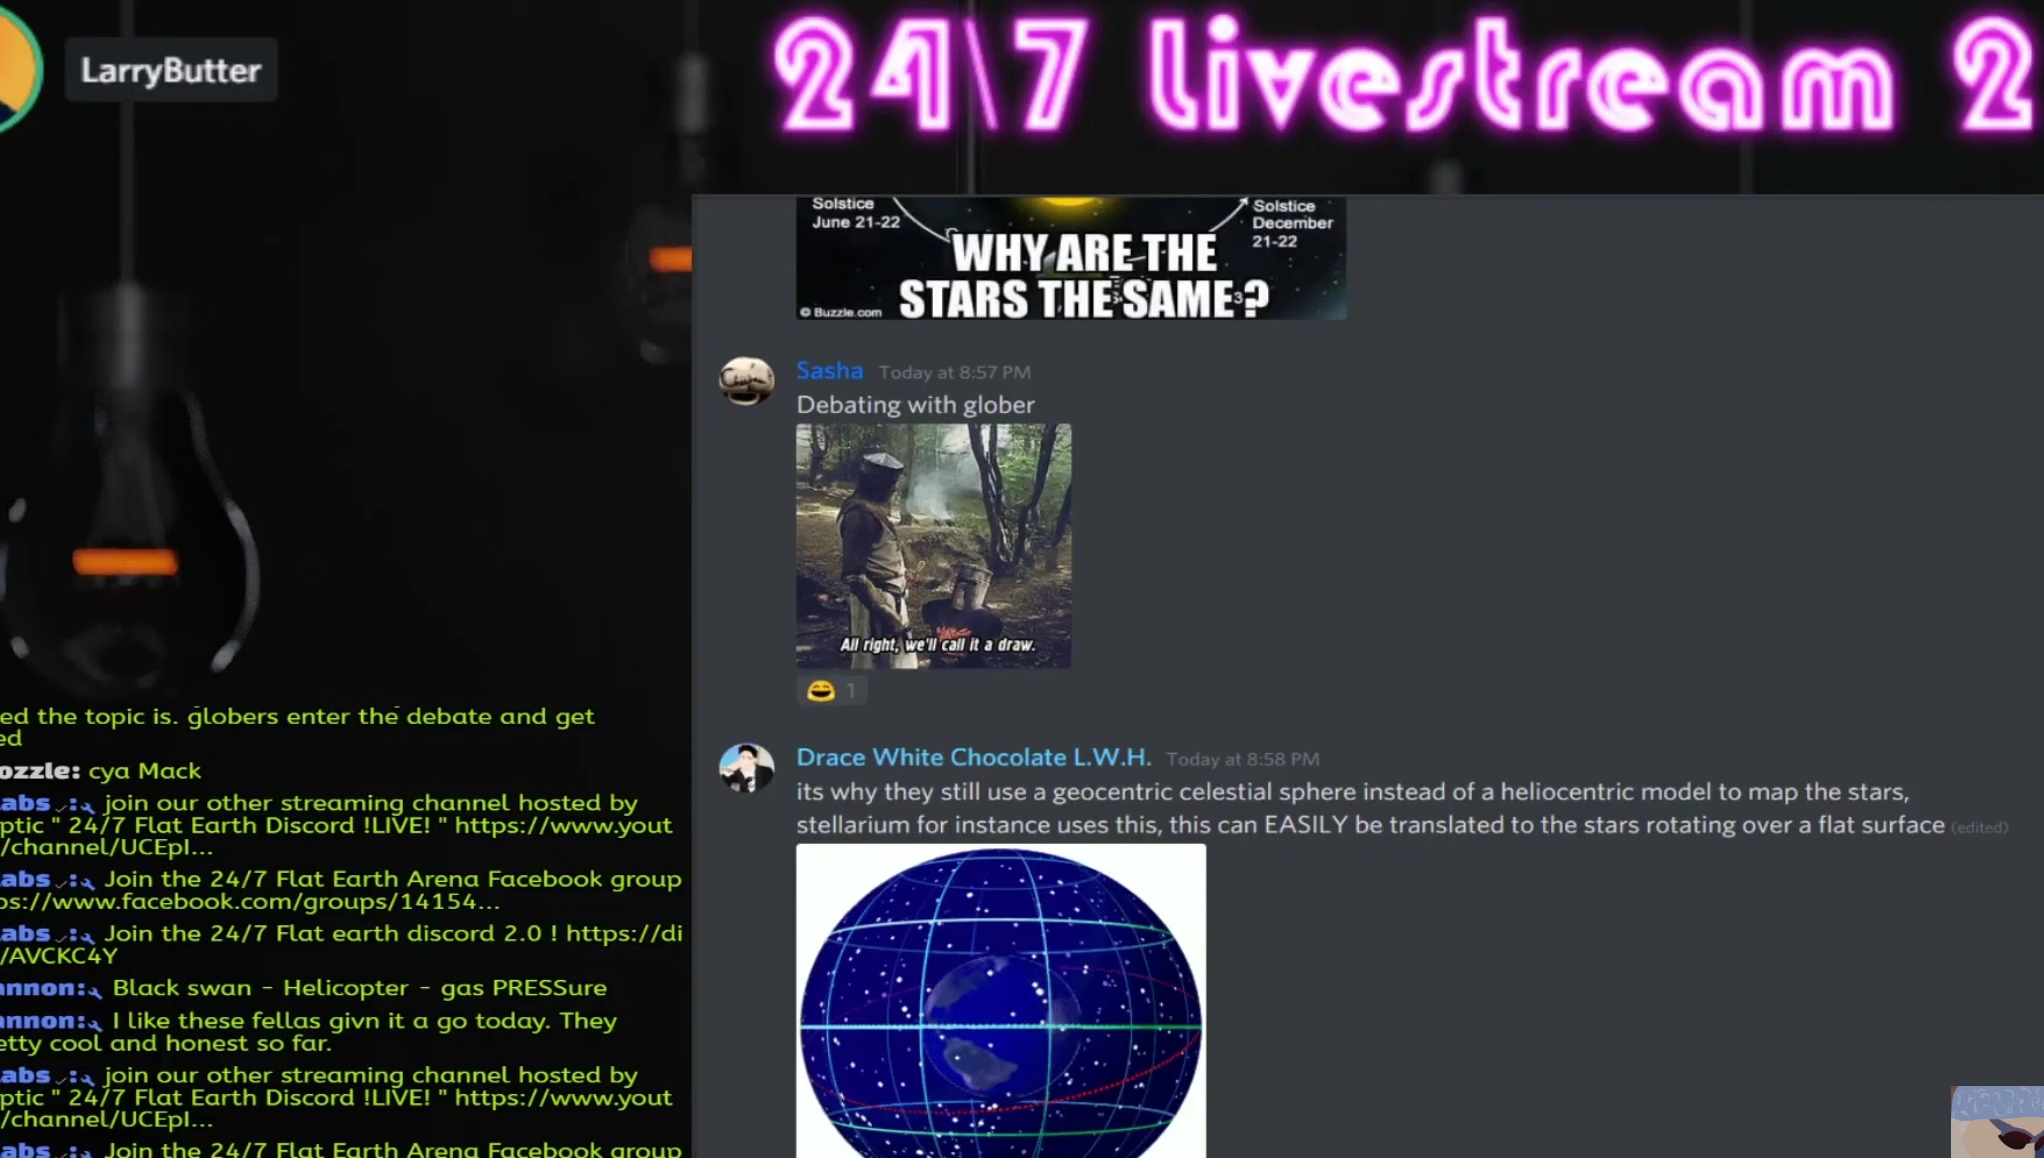 LarryButter
24\7 Livestream 2
Solstice
June 21-22
Solstice
December
21-22
WHY ARE THE
STARS THE SAME?
© Buzzle.com
Sasha Today at 8:57 PM
Debating with glober
All right, we'll call it a draw.
1
Drace White Chocolate L.W.H. Today at 8:58 PM
its why they still use a geocentric celestial sphere instead of a heliocentric model to map the stars,
stellarium for instance uses this, this can EASILY be translated to the stars rotating over a flat surface (edited)
ed the topic is. globers enter the debate and get
ed
ozzle: cya Mack
abs : join our other streaming channel hosted by
ptic " 24/7 Flat Earth Discord !LIVE! " https://www.yout
/channel/UCEpI...
abs : Join the 24/7 Flat Earth Arena Facebook group
ps://www.facebook.com/groups/14154...
abs : Join the 24/7 Flat earth discord 2.0 ! https://di
/AVCKC4Y
annon: Black swan - Helicopter - gas PRESSure
annon: I like these fellas givn it a go today. They
etty cool and honest so far.
abs : join our other streaming channel hosted by
ptic " 24/7 Flat Earth Discord !LIVE! " https://www.yout
/channel/UCEpI...
abs : Join the 24/7 Flat Earth Arena Facebook group